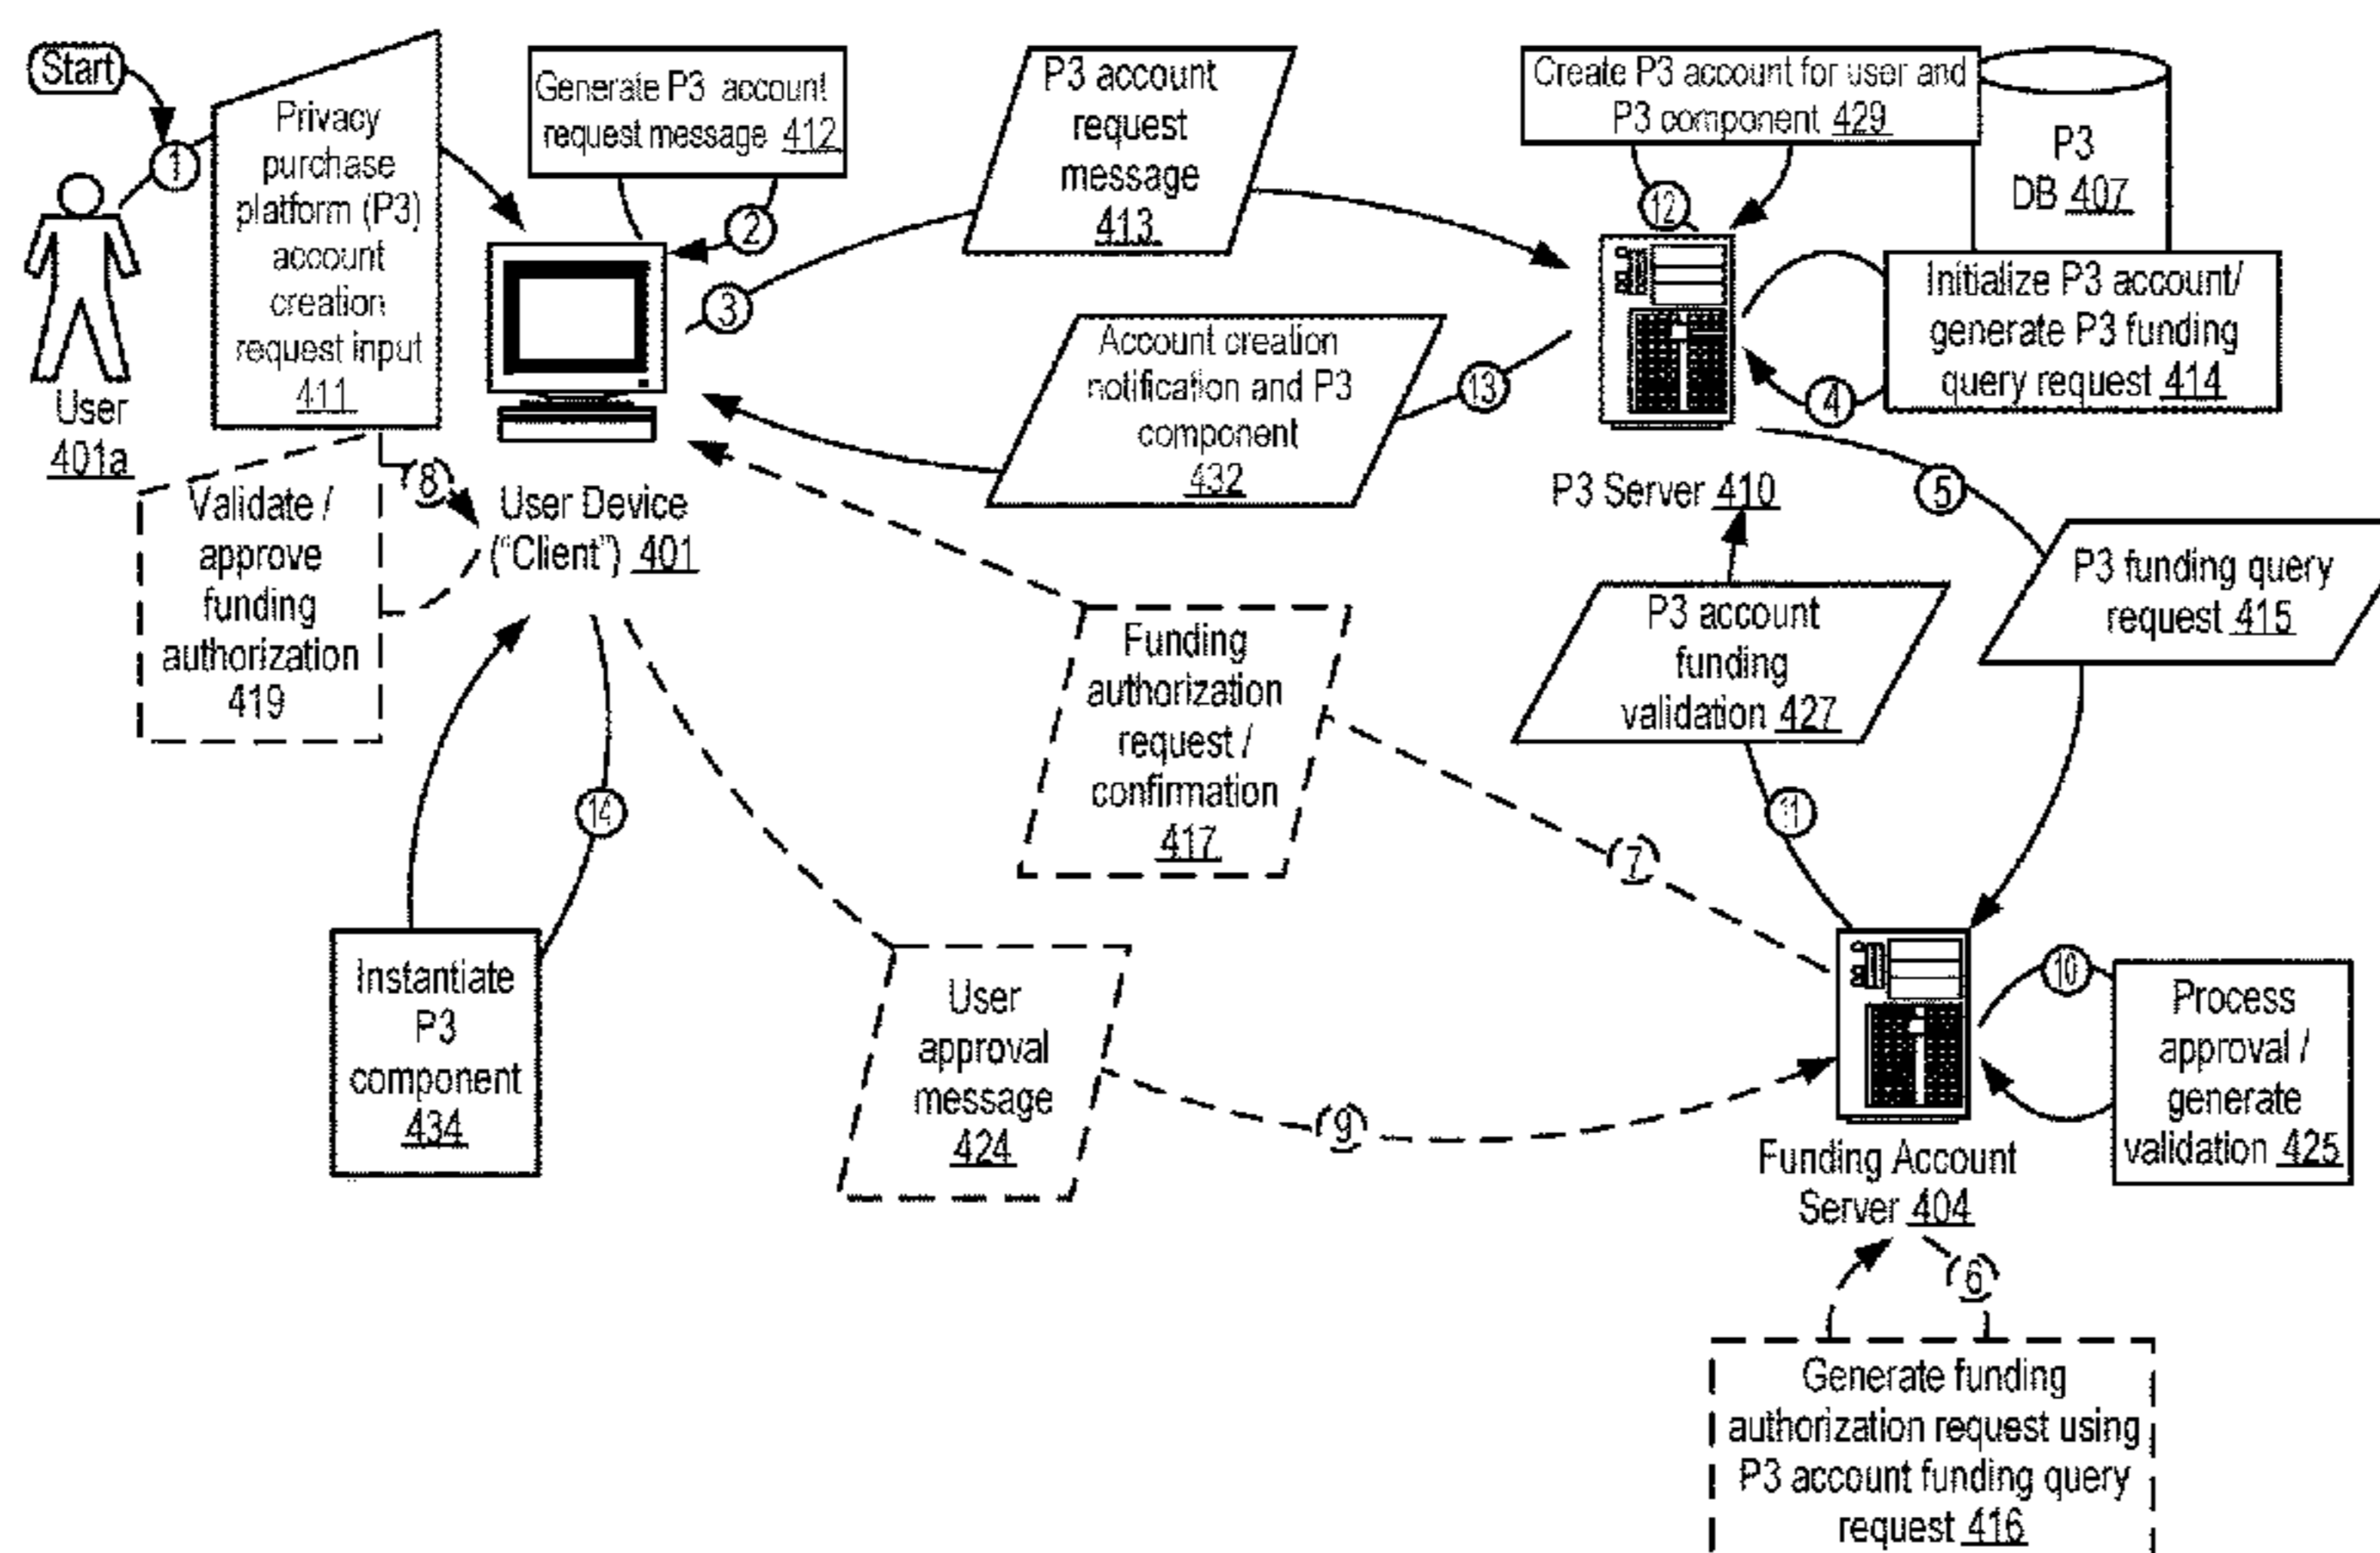 Start
1
Privacy
purchase
platform (P3)
account
creation
request input
411
User
401a
Generate P3 account
request message 412
2
3
P3 account
request
message
413
Create P3 account for user and
P3 component 429
12
P3
DB 407
Initialize P3 account/
generate P3 funding
query request 414
4
Account creation
notification and P3
component
432
13
P3 Server 410
5
P3 funding query
request 415
Validate /
approve
funding
authorization
419
8
User Device
("Client") 401
Funding
authorization
request /
confirmation
417
P3 account
funding
validation 427
11
7
14
Instantiate
P3
component
434
User
approval
message
424
9
10
Process
approval /
generate
validation 425
Funding Account
Server 404
6
Generate funding
authorization request using
P3 account funding query
request 416